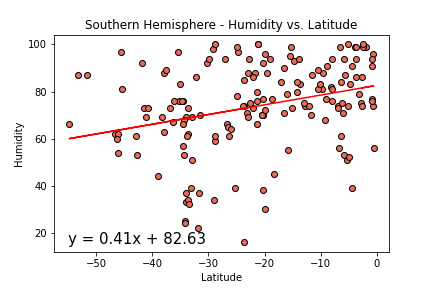 Southern Hemisphere - Humidity vs. Latitude
100
80
60
40
20
Humidity
y = 0.41x + 82.63
−50
−40
−30
−20
−10
0
Latitude